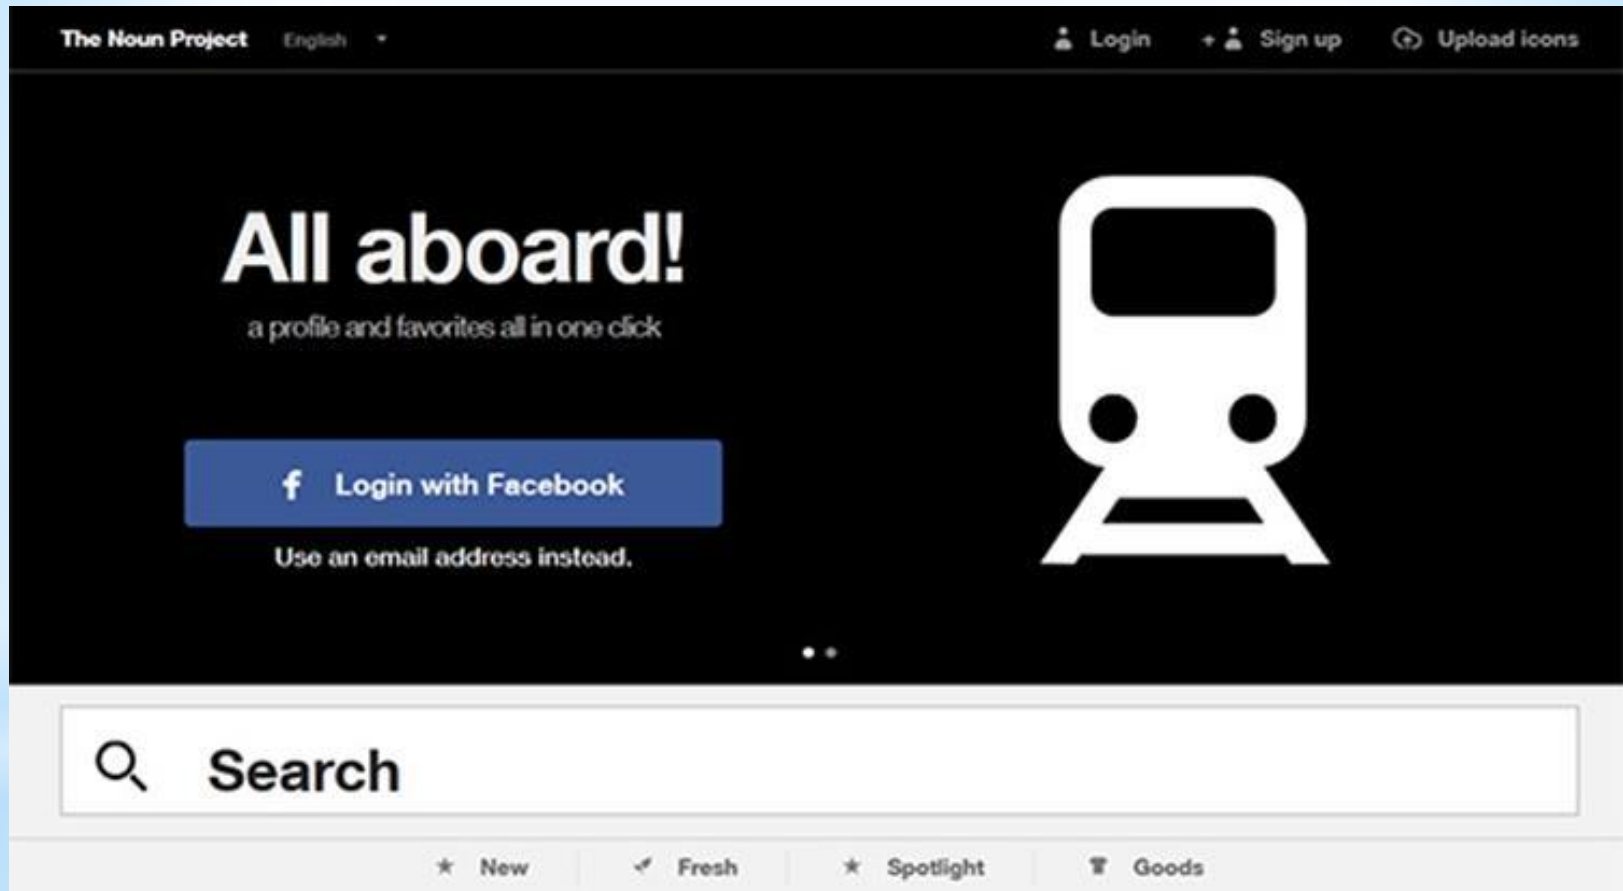 The Noun Project English Login + Sign up Upload icons
All aboard!
a profile and favorites all in one click
f Login with Facebook
Use an email address instead.
Search
New Fresh Spotlight Goods